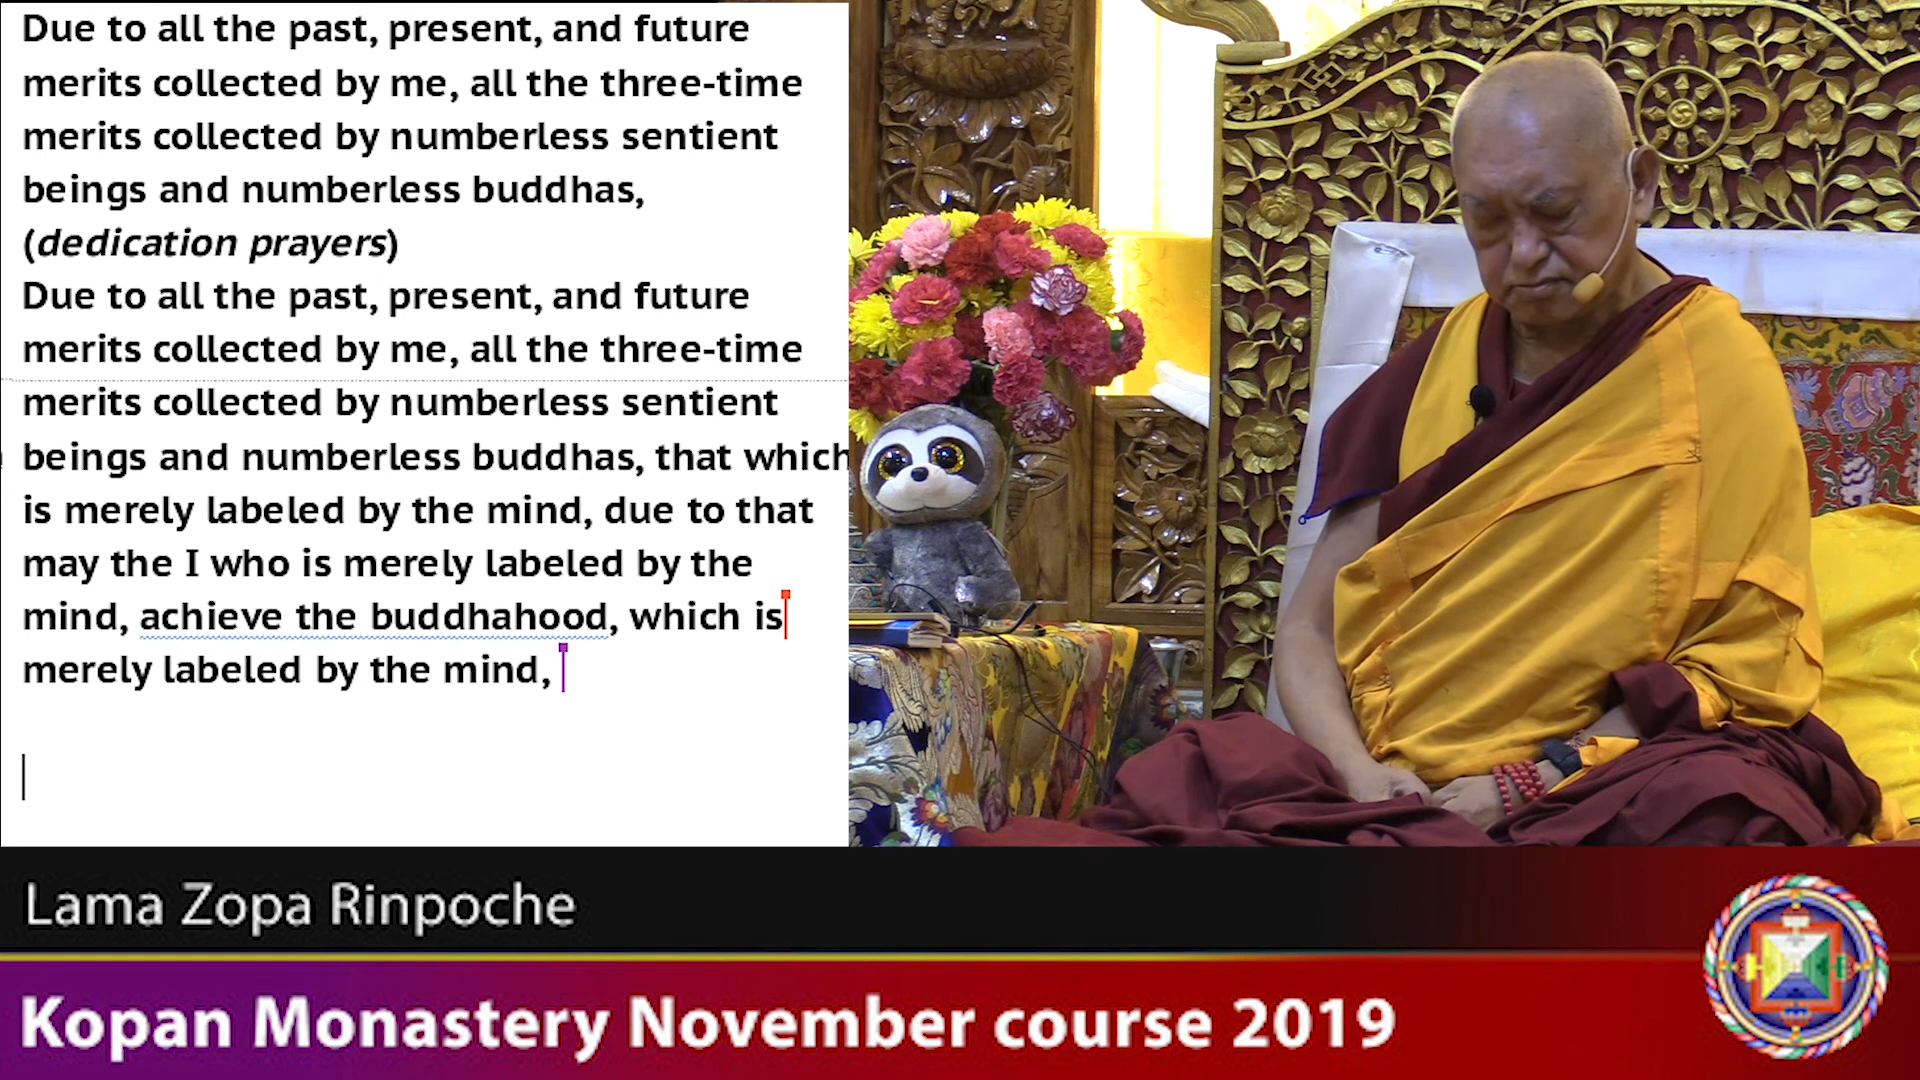 Due to all the past, present, and future
merits collected by me, all the three-time
merits collected by numberless sentient
beings and numberless buddhas,
(dedication prayers)
Due to all the past, present, and future
merits collected by me, all the three-time
merits collected by numberless sentient
beings and numberless buddhas, that which
is merely labeled by the mind, due to that
may the I who is merely labeled by the
mind, achieve the buddhahood, which is
merely labeled by the mind,
Lama Zopa Rinpoche
Kopan Monastery November course 2019